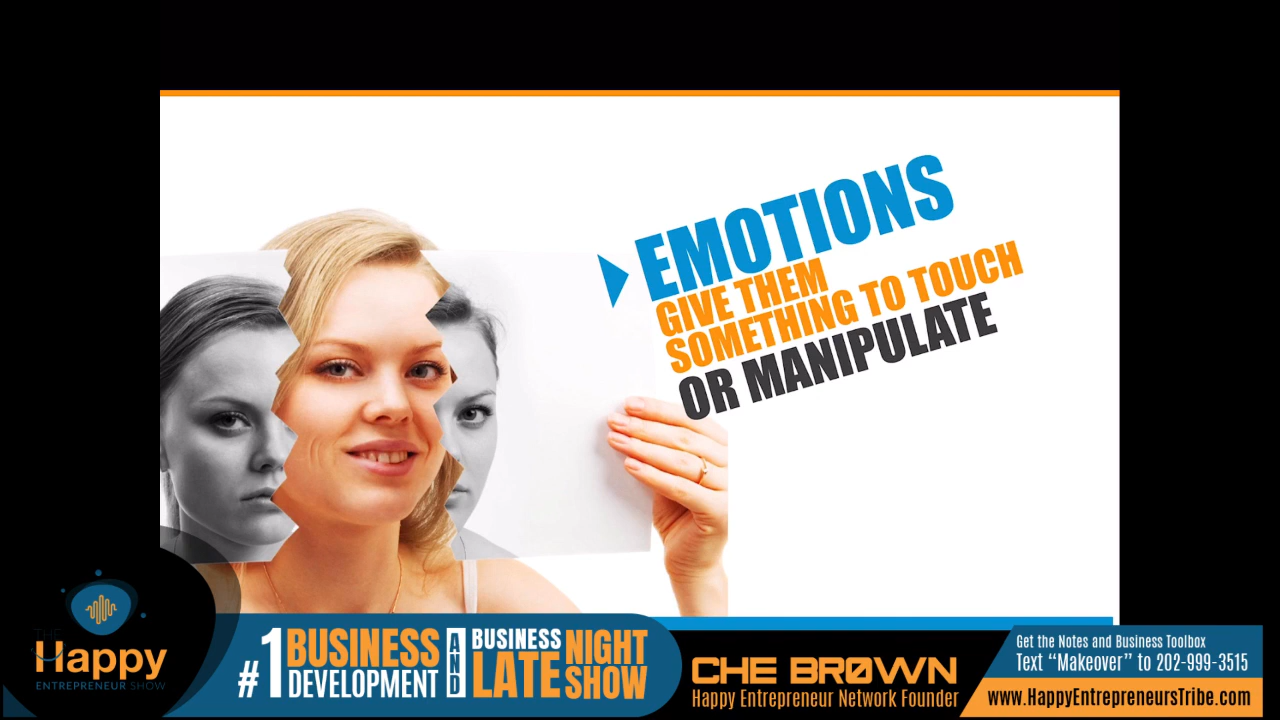 EMOTIONS
GIVE THEM
SOMETHING TO TOUCH
OR MANIPULATE
THE
Happy
ENTREPRENEUR SHOW
#1 BUSINESS DEVELOPMENT AND BUSINESS LATE NIGHT SHOW
CHE BRØWN
Happy Entrepreneur Network Founder
Get the Notes and Business Toolbox
Text “Makeover” to 202-999-3515
www.HappyEntrepreneursTribe.com